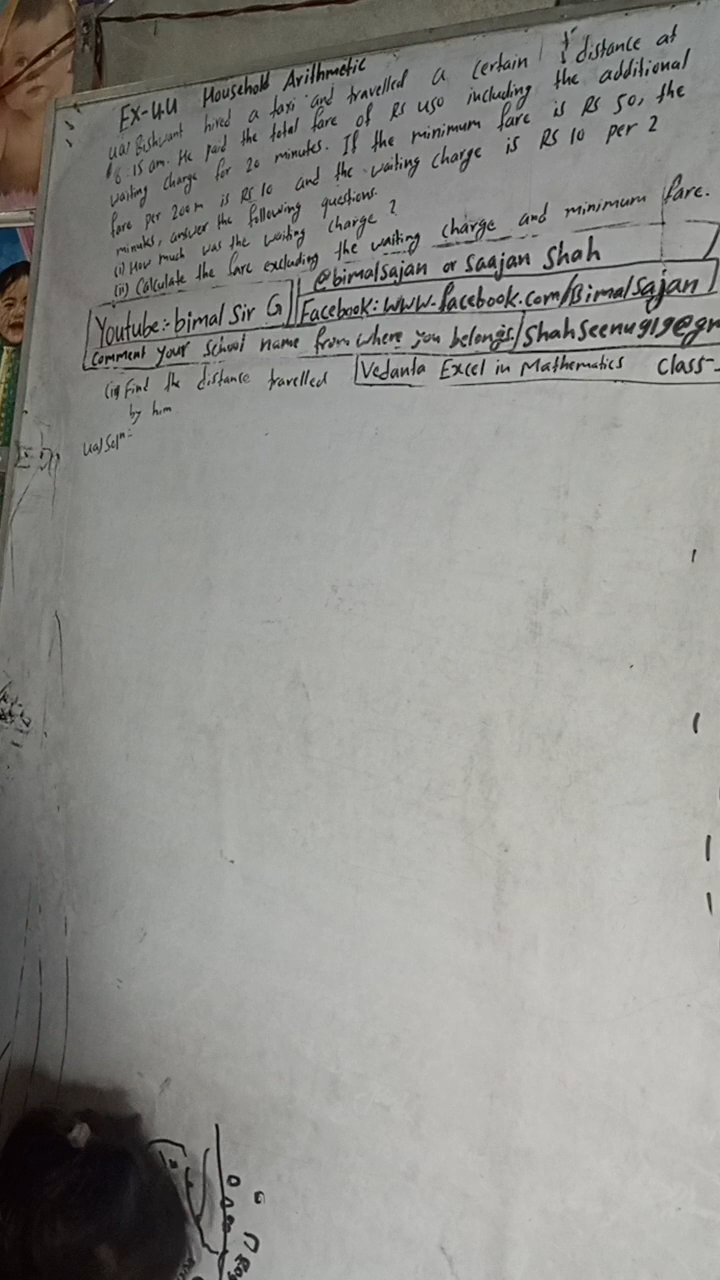 Ex-4.4 Household Arithmetic
4a) Bishwant hired a taxi and travelled a certain distance at
6:15 am. He paid the total fare of Rs 450 including the additional
waiting charge for 20 minutes. If the minimum fare is Rs 50, the
fare per 200m is Rs 10 and the waiting charge is Rs 10 per 2
minutes, answer the following questions.
(i) How much was the waiting charge?
(ii) Calculate the fare excluding the waiting charge and minimum fare.
@bimalsajan or Saajan Shah
Youtube:- bimal Sir G
Facebook: www.facebook.com/Bimalsajan
Comment your School name from where you belongs/shahseenu919@gm
(iii) Find the distance travelled
by him
Vedanta Excel in Mathematics Class-
4a) Solⁿ:-